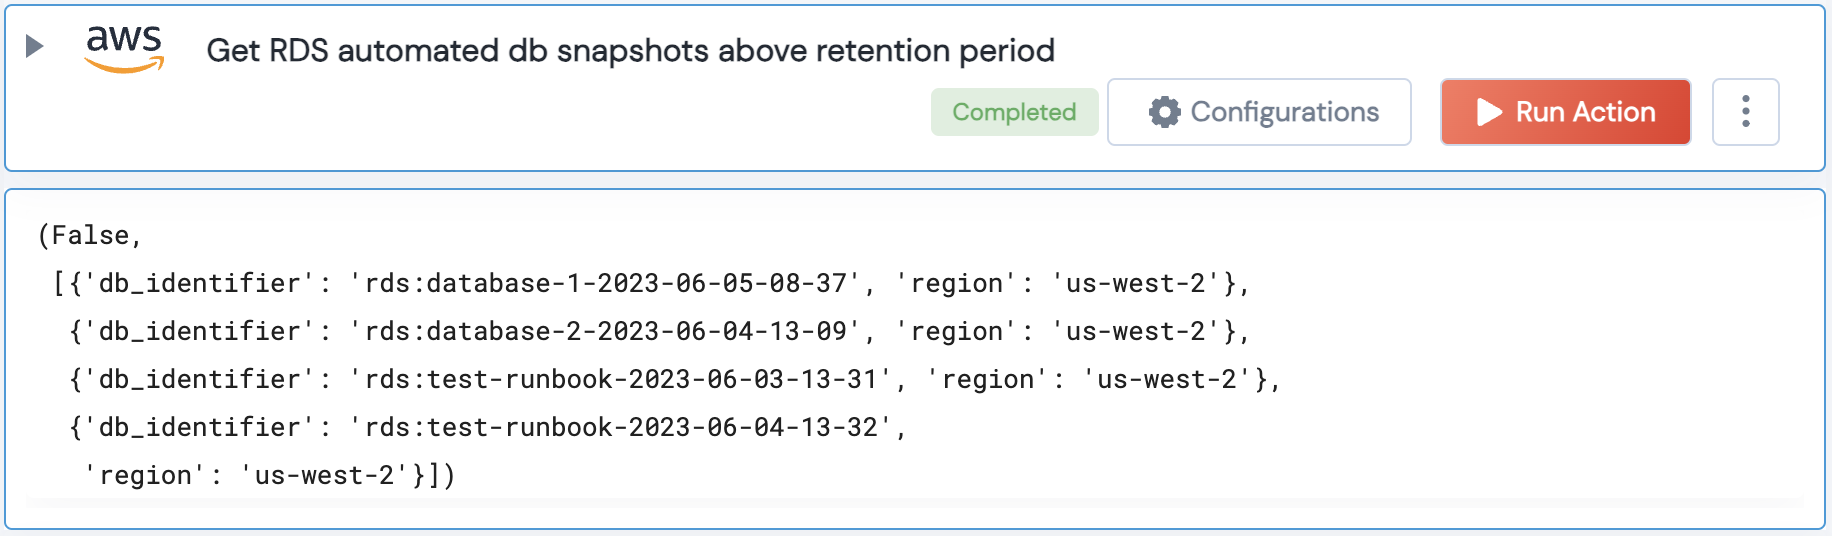 aws
Get RDS automated db snapshots above retention period
Completed
Configurations
Run Action
(False,
 [{'db_identifier': 'rds:database-1-2023-06-05-08-37', 'region': 'us-west-2'},
  {'db_identifier': 'rds:database-2-2023-06-04-13-09', 'region': 'us-west-2'},
  {'db_identifier': 'rds:test-runbook-2023-06-03-13-31', 'region': 'us-west-2'},
  {'db_identifier': 'rds:test-runbook-2023-06-04-13-32',
   'region': 'us-west-2'}])